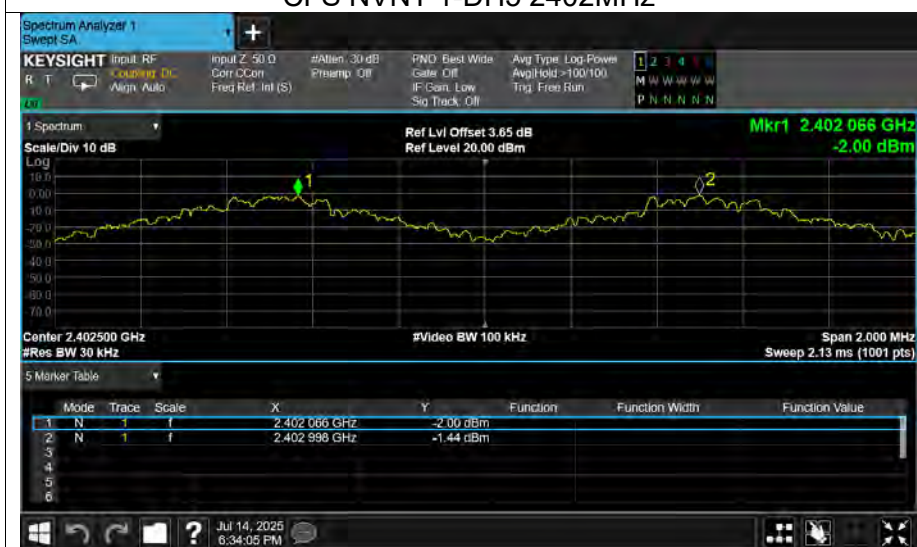 CFS NVNT 1-DH5 2402MHz
Spectrum Analyzer 1
Swept SA
+
KEYSIGHT Input: RF Input Z: 50 Ω #Atten: 30 dB PNO: Best Wide Avg Type: Log-Power 1 2 3 4 5 6
R T Coupling: DC Corr CCorr Preamp: Off Gate: Off Avg|Hold:>100/100 M W W W W W
Align: Auto Freq Ref: Int (S) IF Gain: Low Trig: Free Run
Sig Track: Off P N N N N N
1 Spectrum Ref Lvl Offset 3.65 dB Mkr1 2.402 066 GHz
Scale/Div 10 dB Ref Level 20.00 dBm -2.00 dBm
Log
10.0
0.00
-10.0
-20.0
-30.0
-40.0
-50.0
-60.0
-70.0
1
2
Center 2.402500 GHz #Video BW 100 kHz Span 2.000 MHz
#Res BW 30 kHz Sweep 2.13 ms (1001 pts)
5 Marker Table
Mode Trace Scale X Y Function Function Width Function Value
1 N 1 f 2.402 066 GHz -2.00 dBm
2 N 1 f 2.402 998 GHz -1.44 dBm
3
4
5
6
? Jul 14, 2025
6:34:05 PM